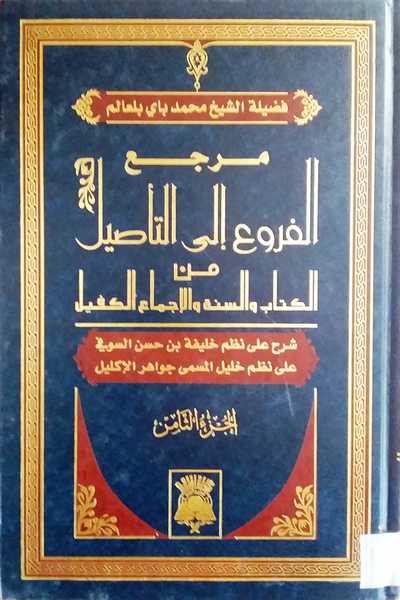 فضيلة الشيخ محمد باي بلعالم
مرجع
الفروع إلى التأصيل
من
الكتاب والسنة والإجماع الكفيل
شرح على نظم خليفة بن حسن السوفي
على نظم خليل المسمى جواهر الإكليل
الجزء الثامن